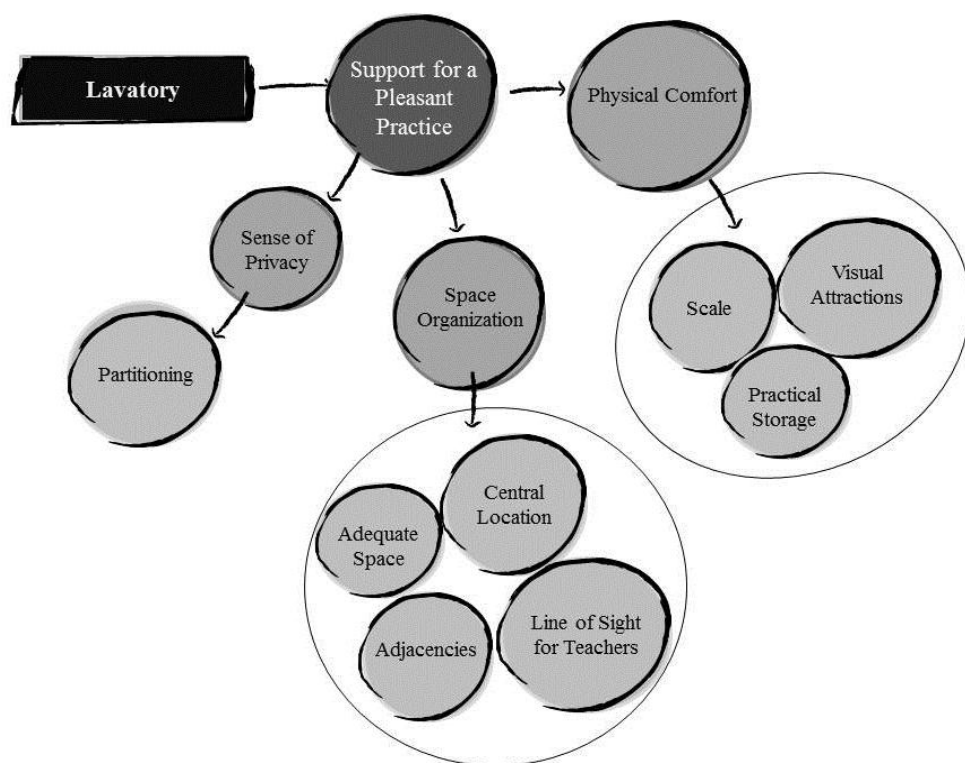 Lavatory
Support for a
Pleasant
Practice
Physical Comfort
Sense of
Privacy
Space
Organization
Scale
Visual
Attractions
Partitioning
Practical
Storage
Central
Location
Adequate
Space
Line of Sight
for Teachers
Adjacencies